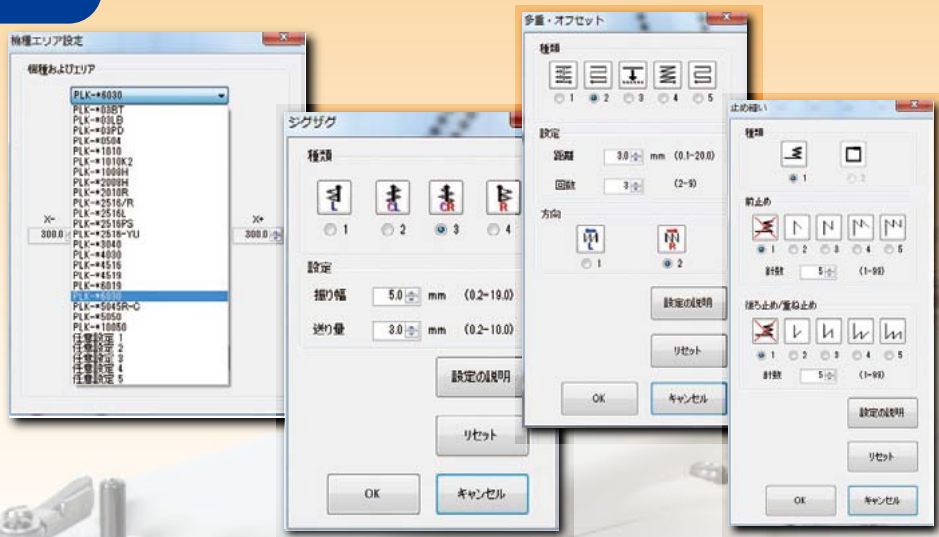 機種エリア設定
機種およびエリア
PLK-*6030
PLK-*03BT
PLK-*03LB
PLK-*03PD
PLK-*0504
PLK-*1010
PLK-*1010K2
PLK-*1008H
PLK-*2008H
PLK-*2010R
PLK-*2516/R
PLK-*2516L
PLK-*2516PS
PLK-*2516-YU
PLK-*3040
PLK-*4030
PLK-*4516
PLK-*4519
PLK-*6019
PLK-*6030
PLK-*5045R-C
PLK-*5050
PLK-*10050
任意設定 1
任意設定 2
任意設定 3
任意設定 4
任意設定 5
X- X+
300.0 300.0
ジグザグ
種類
L CL CR R
1 2 3 4
設定
振り幅 5.0 mm (0.2-19.0)
送り量 3.0 mm (0.2-10.0)
設定の説明
リセット
OK キャンセル
多重・オフセット
種類
1 2 3 4 5
設定
距離 3.0 mm (0.1-20.0)
回数 3 (2-9)
方向
L R
1 2
設定の説明
リセット
OK キャンセル
止め縫い
種類
1 2
前止め
1 2 3 4 5
針数 5 (1-99)
後ろ止め/重ね止め
1 2 3 4 5
針数 5 (1-99)
設定の説明
リセット
OK キャンセル